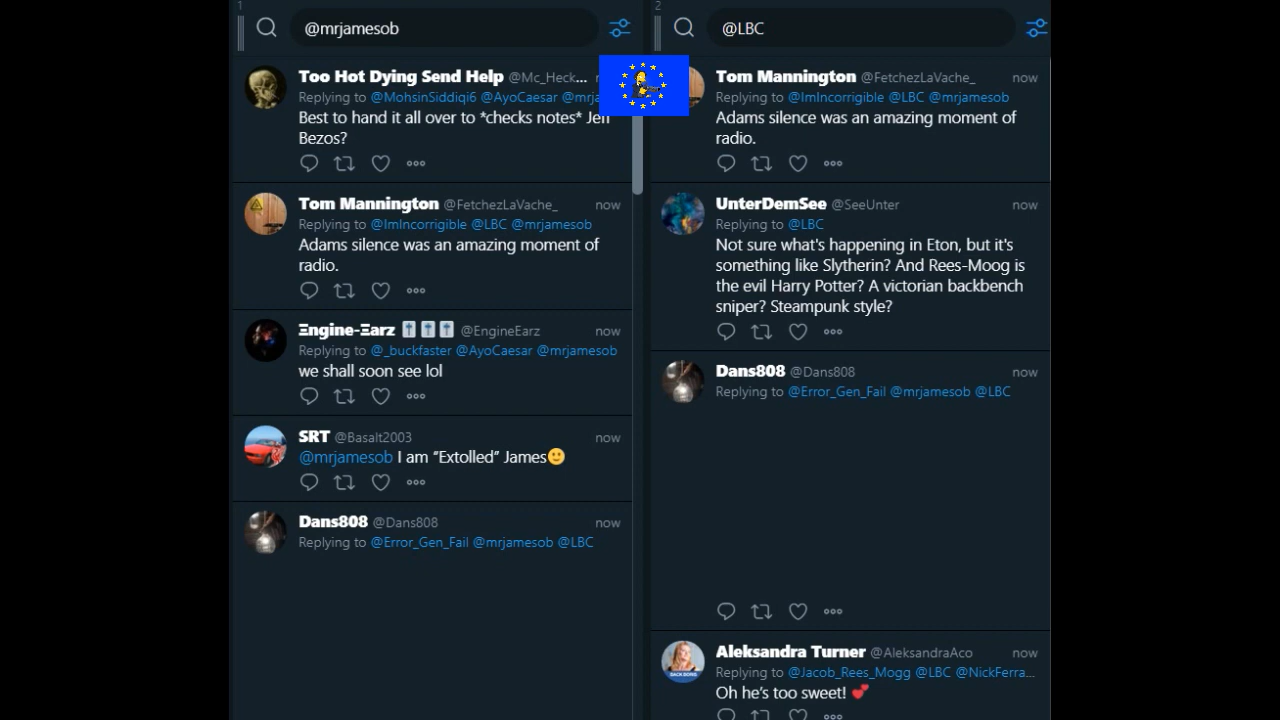 1
@mrjamesob
Too Hot Dying Send Help @Mc_Heck...
Replying to @MohsinSiddiqi6 @AyoCaesar @mrja
Best to hand it all over to *checks notes* Jeff
Bezos?
Tom Mannington @FetchezLaVache_ now
Replying to @ImIncorrigible @LBC @mrjamesob
Adams silence was an amazing moment of
radio.
Ξngine-Ξarz ✝️✝️✝️ @EngineEarz now
Replying to @_buckfaster @AyoCaesar @mrjamesob
we shall soon see lol
SRT @Basalt2003 now
@mrjamesob I am “Extolled” James🙂
Dans808 @Dans808 now
Replying to @Error_Gen_Fail @mrjamesob @LBC
2
@LBC
Tom Mannington @FetchezLaVache_ now
Replying to @ImIncorrigible @LBC @mrjamesob
Adams silence was an amazing moment of
radio.
UnterDemSee @SeeUnter now
Replying to @LBC
Not sure what's happening in Eton, but it's
something like Slytherin? And Rees-Moog is
the evil Harry Potter? A victorian backbench
sniper? Steampunk style?
Dans808 @Dans808 now
Replying to @Error_Gen_Fail @mrjamesob @LBC
Aleksandra Turner @AleksandraAco now
Replying to @Jacob_Rees_Mogg @LBC @NickFerra...
Oh he's too sweet! 💕
BACK BORIS